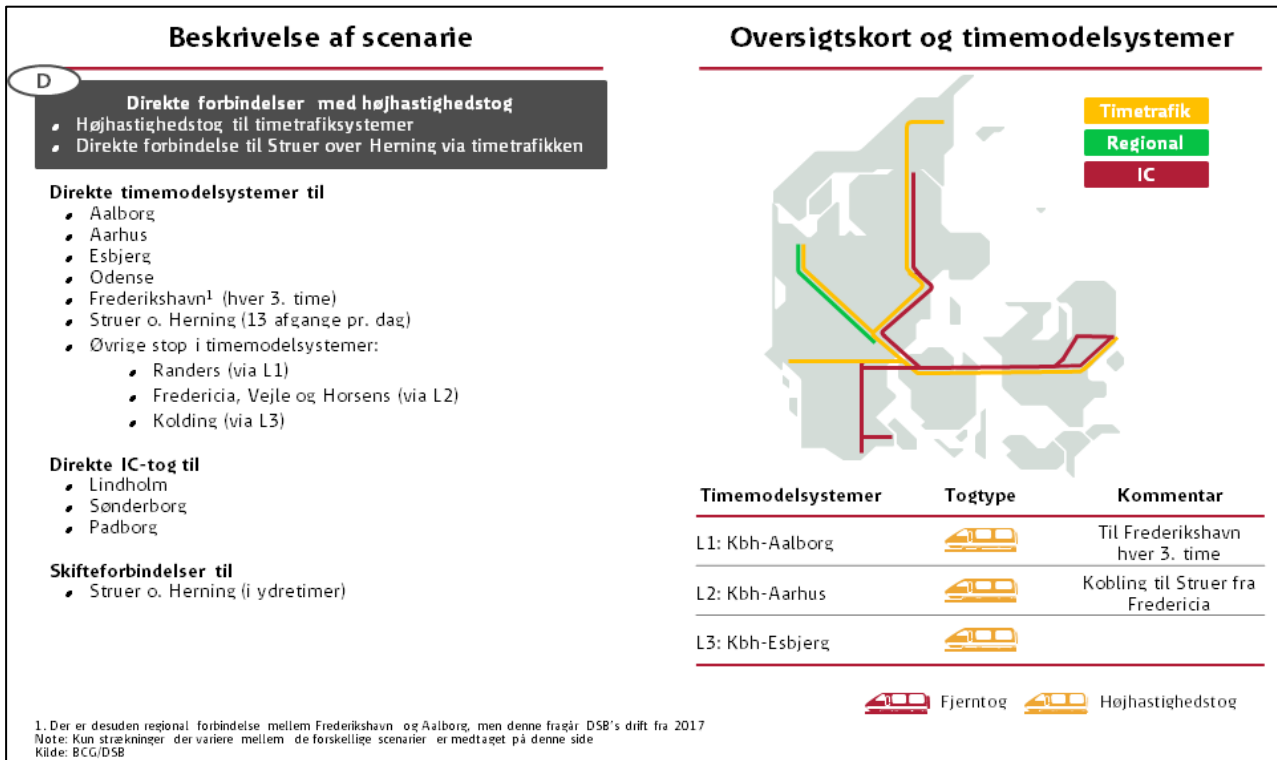 Beskrivelse af scenarie
D
Direkte forbindelser med højhastighedstog
• Højhastighedstog til timetrafiksystemer
• Direkte forbindelse til Struer over Herning via timetrafikken
Direkte timemodelsystemer til
• Aalborg
• Aarhus
• Esbjerg
• Odense
• Frederikshavn¹ (hver 3. time)
• Struer o. Herning (13 afgange pr. dag)
• Øvrige stop i timemodelsystemer:
• Randers (via L1)
• Fredericia, Vejle og Horsens (via L2)
• Kolding (via L3)
Direkte IC-tog til
• Lindholm
• Sønderborg
• Padborg
Skifteforbindelser til
• Struer o. Herning (i ydretimer)
Oversigtskort og timemodelsystemer
Timetrafik
Regional
IC
Timemodelsystemer Togtype Kommentar
L1: Kbh-Aalborg Til Frederikshavn
hver 3. time
L2: Kbh-Aarhus Kobling til Struer fra
Fredericia
L3: Kbh-Esbjerg
Fjerntog Højhastighedstog
1. Der er desuden regional forbindelse mellem Frederikshavn og Aalborg, men denne fragår DSB's drift fra 2017
Note: Kun strækninger der variere mellem de forskellige scenarier er medtaget på denne side
Kilde: BCG/DSB